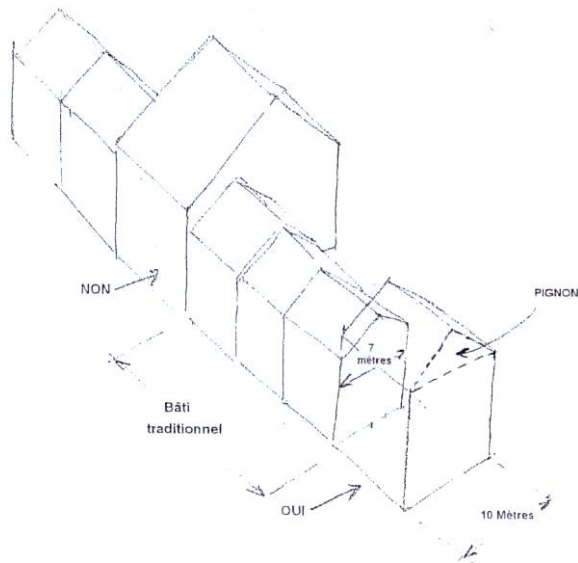 PIGNON
NON
7
mètres
Bâti
traditionnel
OUI
10 Mètres